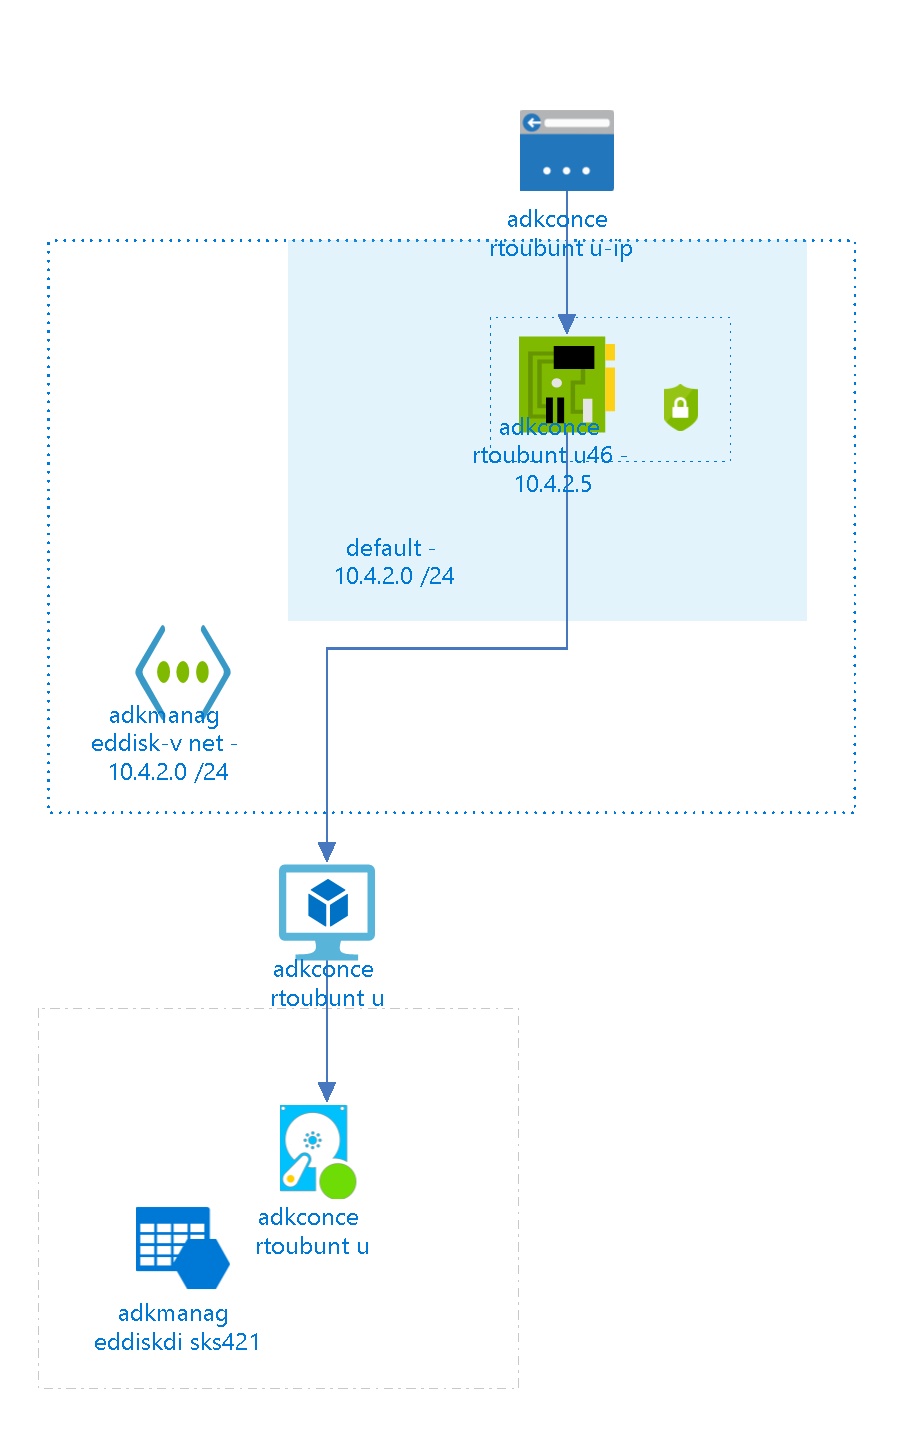 adkconce
rtoubunt u-ip
adkconce
rtoubunt u46 -
10.4.2.5
default -
10.4.2.0 /24
adkmanag
eddisk-v net -
10.4.2.0 /24
adkconce
rtoubunt u
adkconce
rtoubunt u
adkmanag
eddiskdi sks421